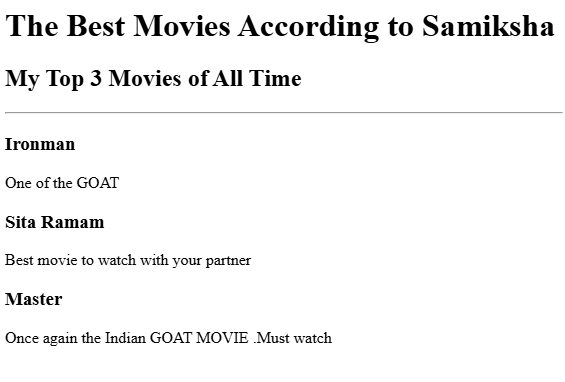 The Best Movies According to Samiksha
My Top 3 Movies of All Time
Ironman
One of the GOAT
Sita Ramam
Best movie to watch with your partner
Master
Once again the Indian GOAT MOVIE .Must watch